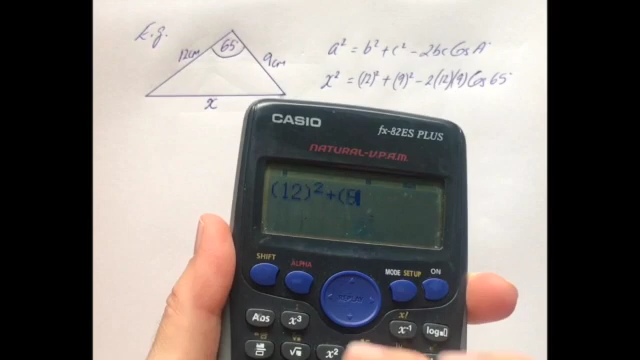 E.g.
12cm 65 9cm
x
a² = b² + c² - 2bc Cos A
x² = (12)² + (9)² - 2(12)(9) Cos 65°
CASIO
fx-82ES PLUS
NATURAL-V.P.A.M.
(12)²+(
SHIFT ALPHA MODE SETUP ON
REPLAY
Abs x³ x! x⁻¹ log
√ x²